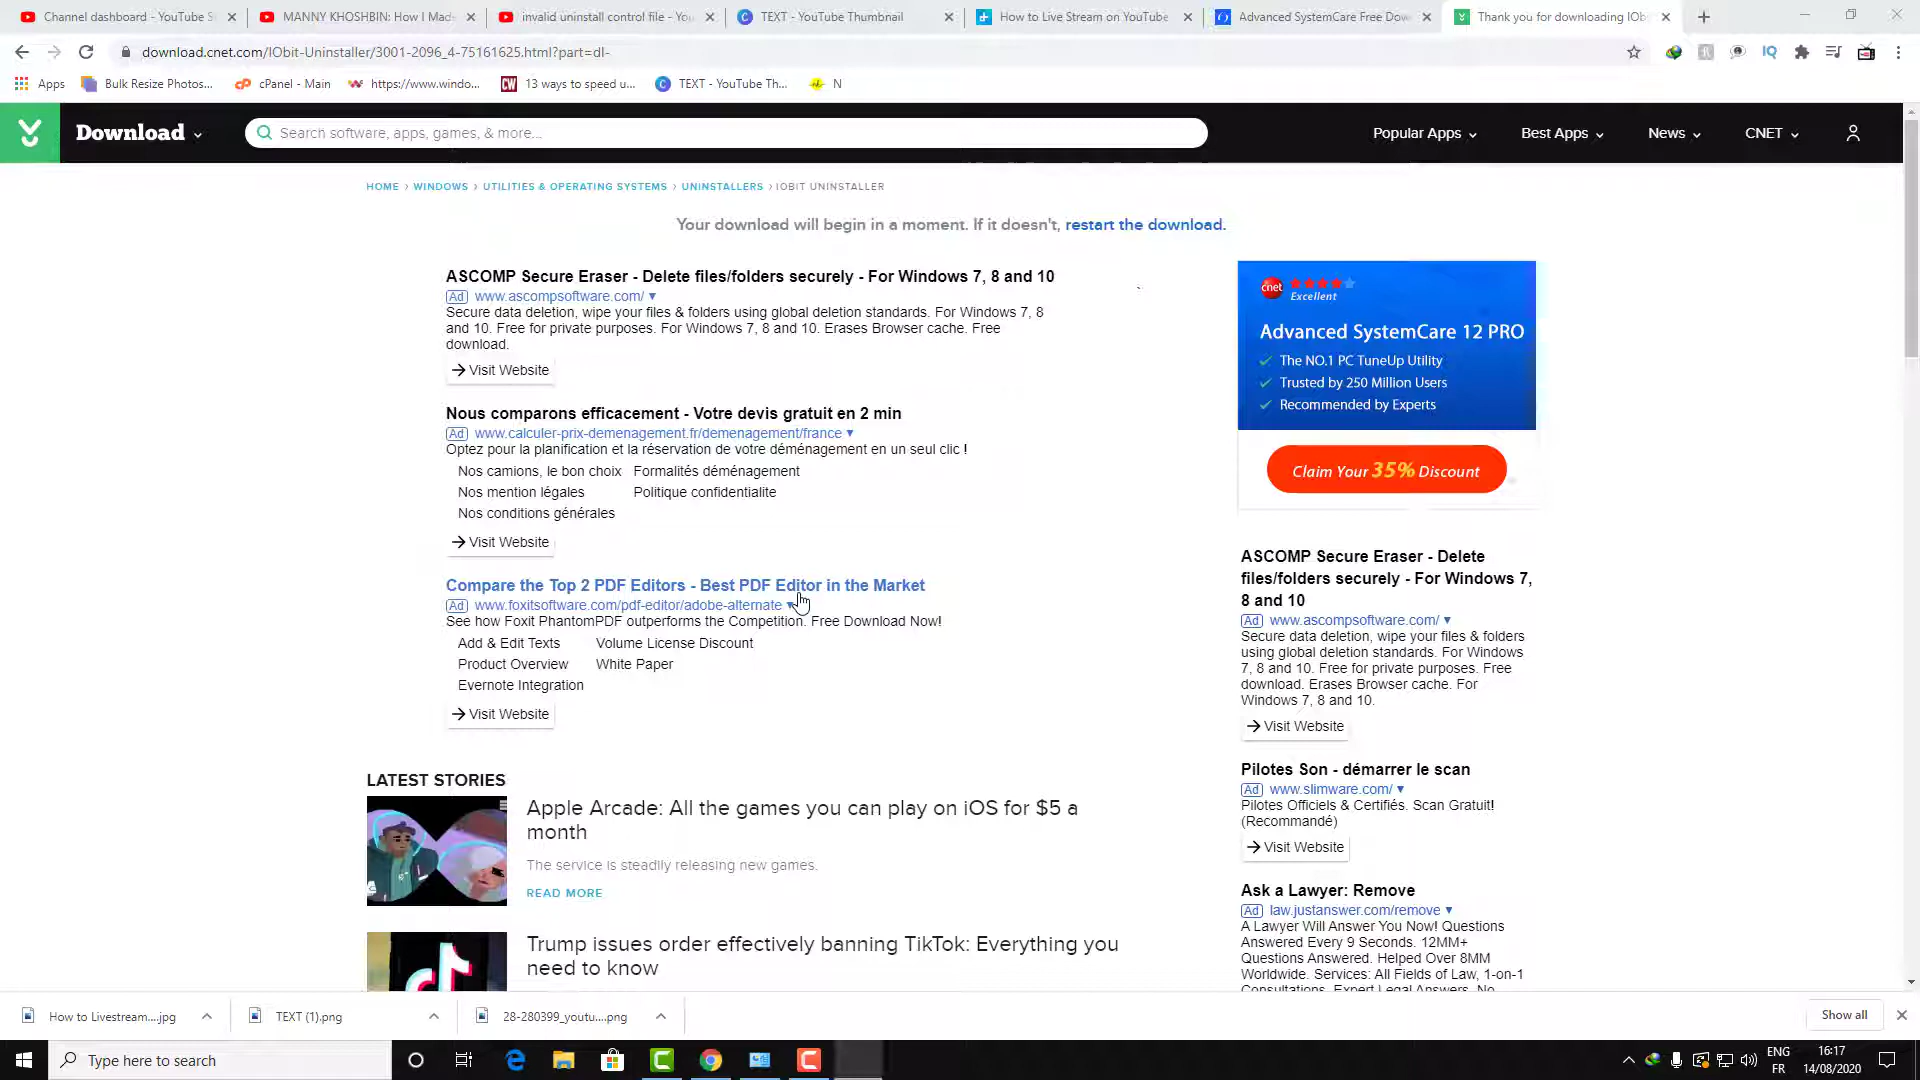 Channel dashboard - YouTube S
MANNY KHOSHBIN: How I Made
invalid uninstall control file - You
TEXT - YouTube Thumbnail
How to Live Stream on YouTube
Advanced SystemCare Free Dow
Thank you for downloading IOb
download.cnet.com/IObit-Uninstaller/3001-2096_4-75161625.html?part=dl-
Apps
Bulk Resize Photos...
cPanel - Main
https://www.windo...
13 ways to speed u...
TEXT - YouTube Th...
N
Download
Search software, apps, games, & more...
Popular Apps
Best Apps
News
CNET
HOME > WINDOWS > UTILITIES & OPERATING SYSTEMS > UNINSTALLERS > IOBIT UNINSTALLER
Your download will begin in a moment. If it doesn't, restart the download.
ASCOMP Secure Eraser - Delete files/folders securely - For Windows 7, 8 and 10
Ad www.ascompsoftware.com/
Secure data deletion, wipe your files & folders using global deletion standards. For Windows 7, 8
and 10. Free for private purposes. For Windows 7, 8 and 10. Erases Browser cache. Free
download.
Visit Website
Nous comparons efficacement - Votre devis gratuit en 2 min
Ad www.calculer-prix-demenagement.fr/demenagement/france
Optez pour la planification et la réservation de votre déménagement en un seul clic !
Nos camions, le bon choix Formalités déménagement
Nos mention légales Politique confidentialite
Nos conditions générales
Visit Website
Compare the Top 2 PDF Editors - Best PDF Editor in the Market
Ad www.foxitsoftware.com/pdf-editor/adobe-alternate
See how Foxit PhantomPDF outperforms the Competition. Free Download Now!
Add & Edit Texts Volume License Discount
Product Overview White Paper
Evernote Integration
Visit Website
LATEST STORIES
Apple Arcade: All the games you can play on iOS for $5 a
month
The service is steadily releasing new games.
READ MORE
Trump issues order effectively banning TikTok: Everything you
need to know
cnet
Excellent
Advanced SystemCare 12 PRO
The NO.1 PC TuneUp Utility
Trusted by 250 Million Users
Recommended by Experts
Claim Your 35% Discount
ASCOMP Secure Eraser - Delete
files/folders securely - For Windows 7,
8 and 10
Ad www.ascompsoftware.com/
Secure data deletion, wipe your files & folders
using global deletion standards. For Windows
7, 8 and 10. Free for private purposes. Free
download. Erases Browser cache. For
Windows 7, 8 and 10.
Visit Website
Pilotes Son - démarrer le scan
Ad www.slimware.com/
Pilotes Officiels & Certifiés. Scan Gratuit!
(Recommandé)
Visit Website
Ask a Lawyer: Remove
Ad law.justanswer.com/remove
A Lawyer Will Answer You Now! Questions
Answered Every 9 Seconds. 12MM+
Questions Answered. Helped Over 8MM
Worldwide. Services: All Fields of Law, 1-on-1
Consultations, Expert Legal Answers, No
How to Livestream....jpg
TEXT (1).png
28-280399_youtu....png
Show all
Type here to search
ENG
FR
16:17
14/08/2020